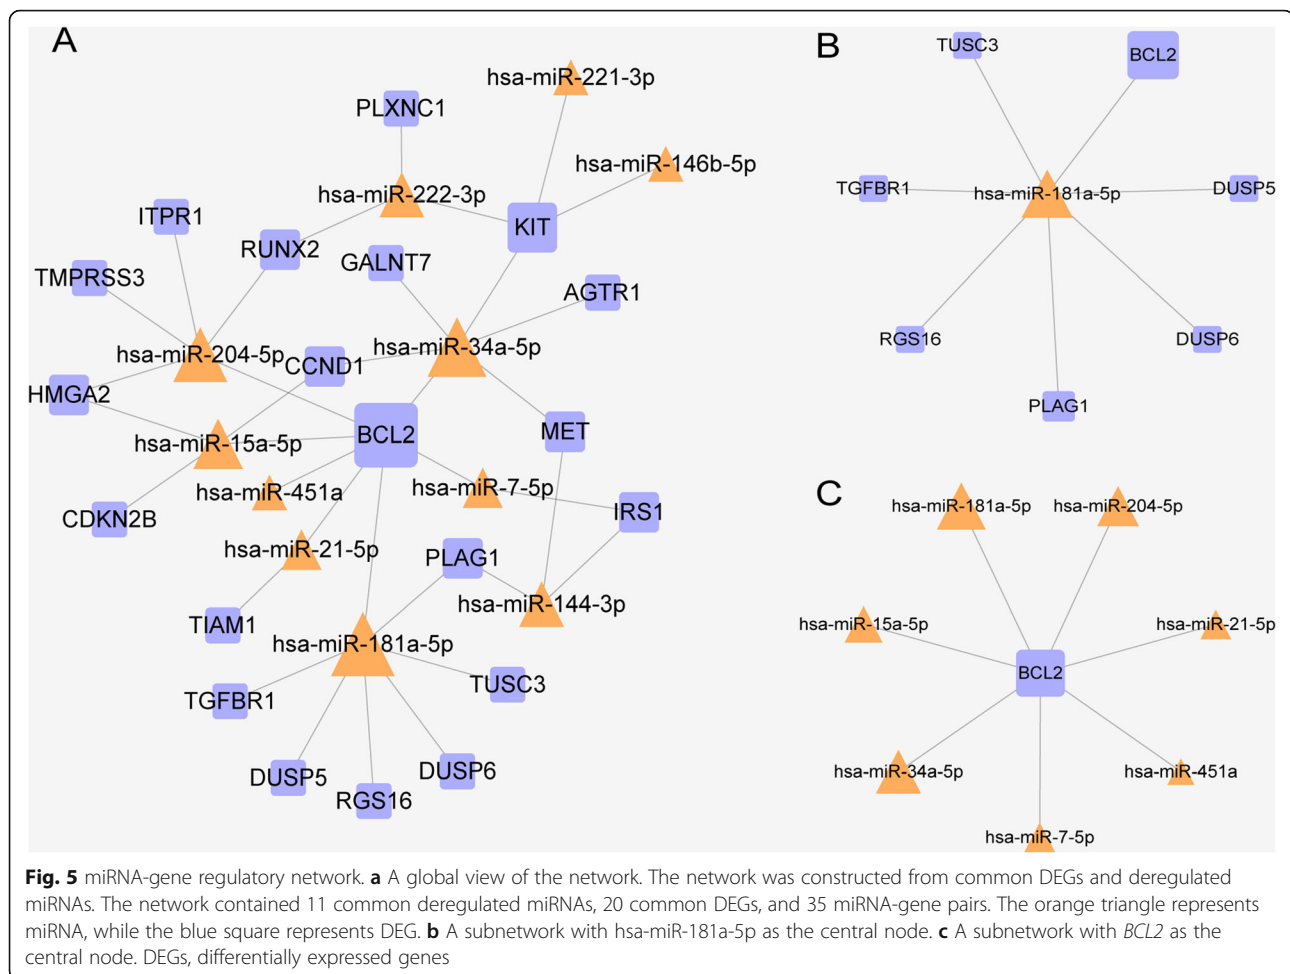 A
hsa-miR-221-3p
PLXNC1
hsa-miR-146b-5p
hsa-miR-222-3p
ITPR1
KIT
RUNX2
GALNT7
TMPRSS3
AGTR1
hsa-miR-204-5p
CCND1
hsa-miR-34a-5p
HMGA2
BCL2
MET
hsa-miR-15a-5p
hsa-miR-451a
hsa-miR-7-5p
CDKN2B
IRS1
hsa-miR-21-5p
PLAG1
hsa-miR-144-3p
TIAM1
hsa-miR-181a-5p
TUSC3
TGFBR1
DUSP5
DUSP6
RGS16
B
TUSC3
BCL2
TGFBR1
hsa-miR-181a-5p
DUSP5
RGS16
DUSP6
PLAG1
C
hsa-miR-181a-5p
hsa-miR-204-5p
hsa-miR-15a-5p
hsa-miR-21-5p
BCL2
hsa-miR-34a-5p
hsa-miR-451a
hsa-miR-7-5p
Fig. 5 miRNA-gene regulatory network. a A global view of the network. The network was constructed from common DEGs and deregulated
miRNAs. The network contained 11 common deregulated miRNAs, 20 common DEGs, and 35 miRNA-gene pairs. The orange triangle represents
miRNA, while the blue square represents DEG. b A subnetwork with hsa-miR-181a-5p as the central node. c A subnetwork with BCL2 as the
central node. DEGs, differentially expressed genes